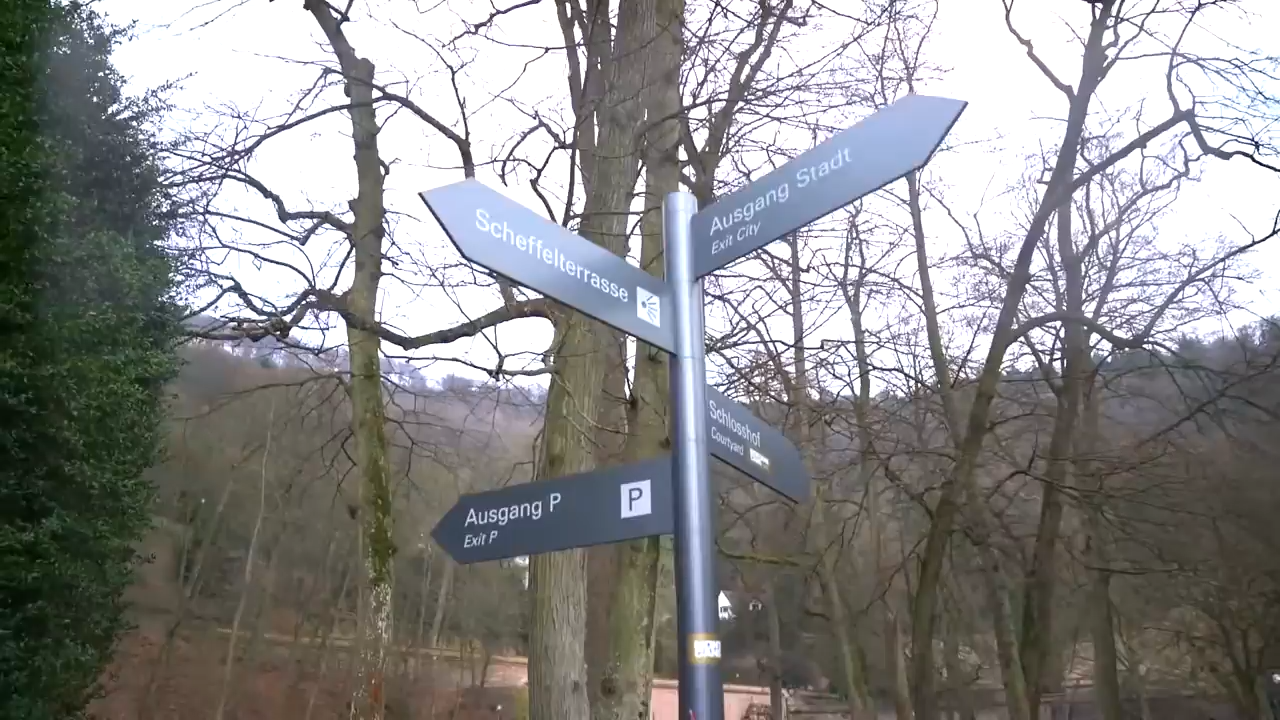 Scheffelterrasse
Ausgang Stadt
Exit City
Schlosshof
Courtyard
Ausgang P
Exit P
P